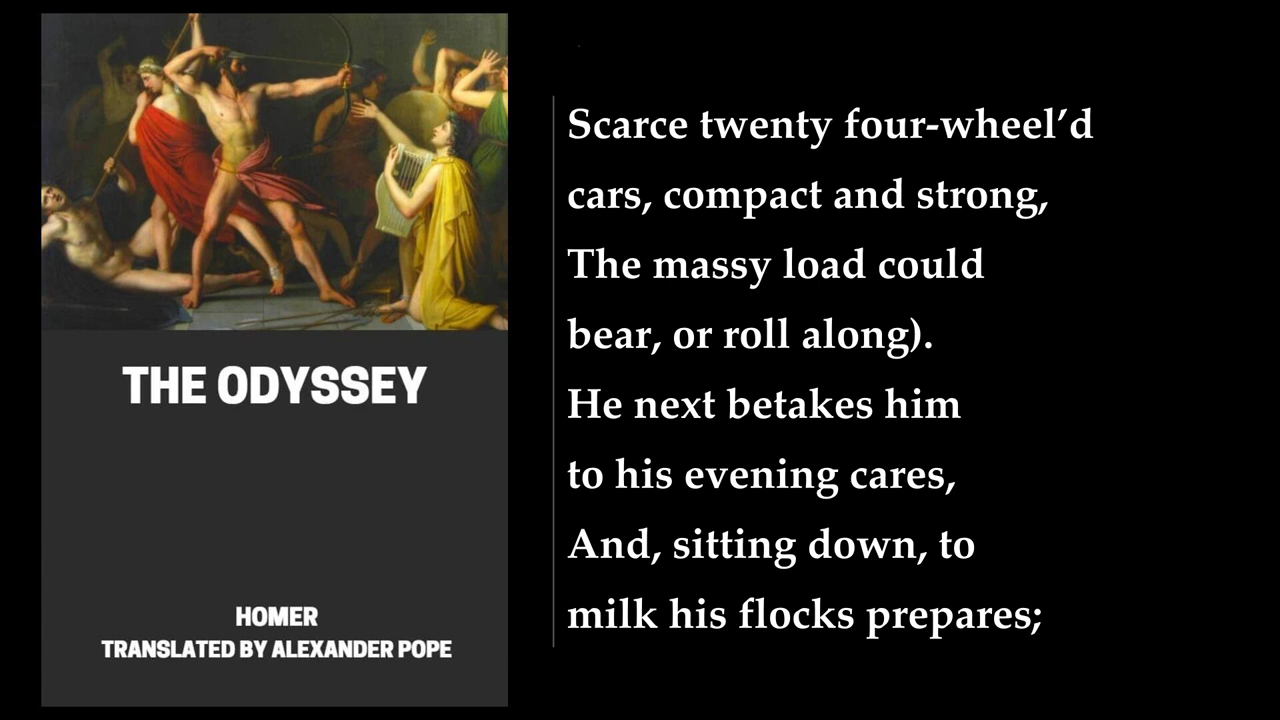 THE ODYSSEY
HOMER
TRANSLATED BY ALEXANDER POPE
Scarce twenty four-wheel’d
cars, compact and strong,
The massy load could
bear, or roll along).
He next betakes him
to his evening cares,
And, sitting down, to
milk his flocks prepares;